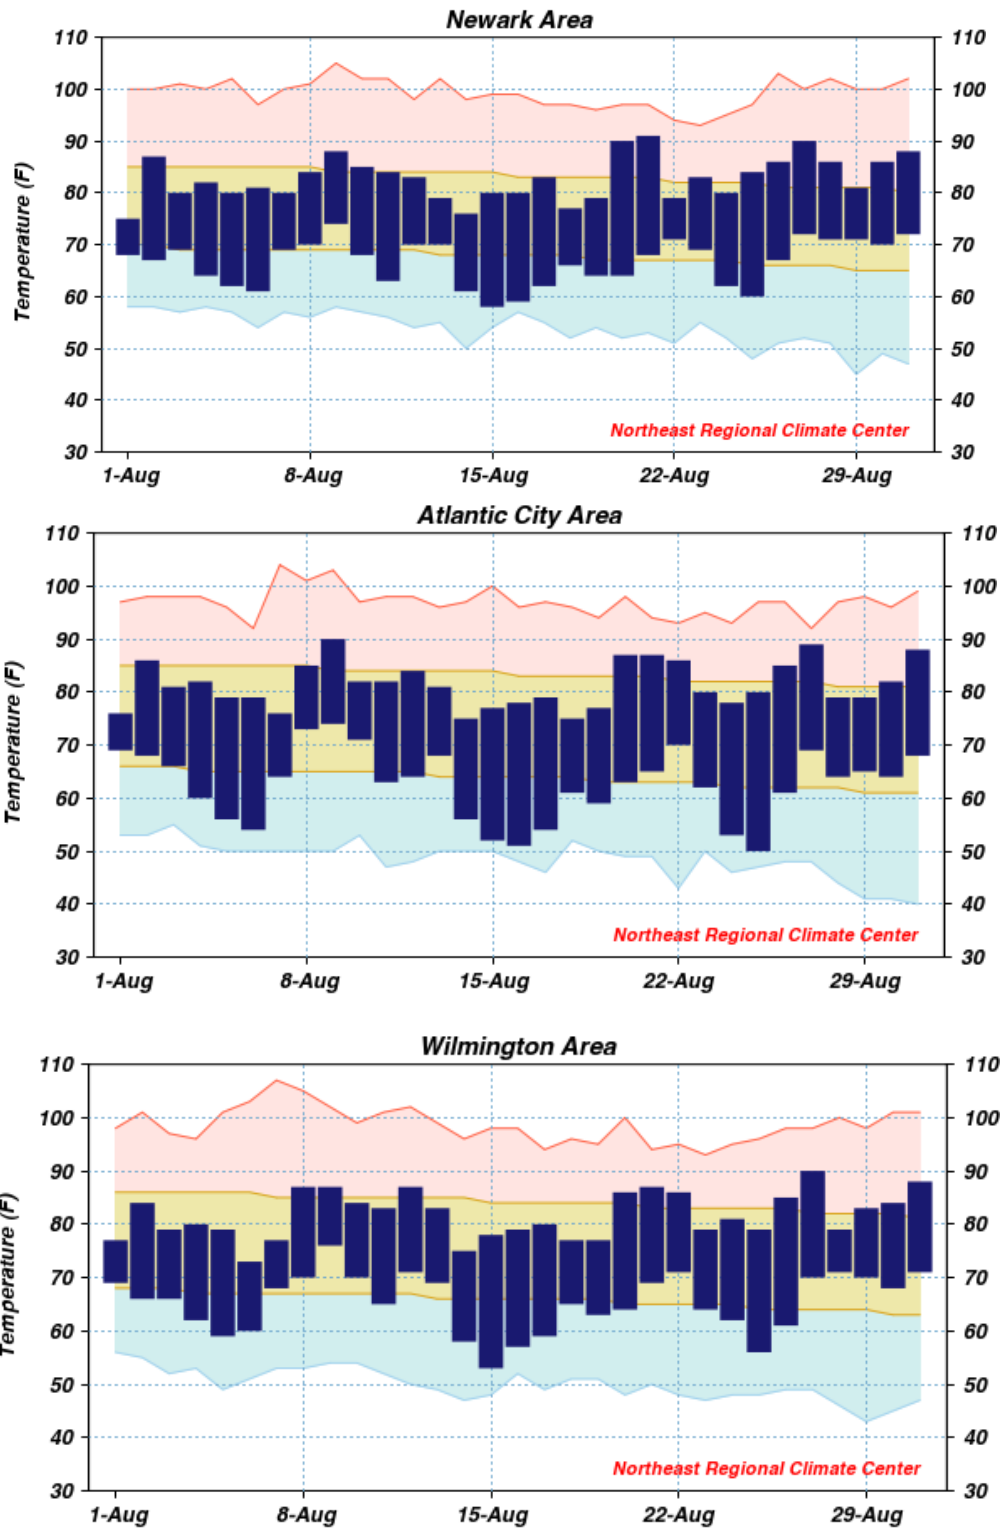 Newark Area
110 110
100 100
90 90
80 80
70 70
60 60
50 50
40 40
30 30
Temperature (F)
Northeast Regional Climate Center
1-Aug 8-Aug 15-Aug 22-Aug 29-Aug
Atlantic City Area
110 110
100 100
90 90
80 80
70 70
60 60
50 50
40 40
30 30
Temperature (F)
Northeast Regional Climate Center
1-Aug 8-Aug 15-Aug 22-Aug 29-Aug
Wilmington Area
110 110
100 100
90 90
80 80
70 70
60 60
50 50
40 40
30 30
Temperature (F)
Northeast Regional Climate Center
1-Aug 8-Aug 15-Aug 22-Aug 29-Aug